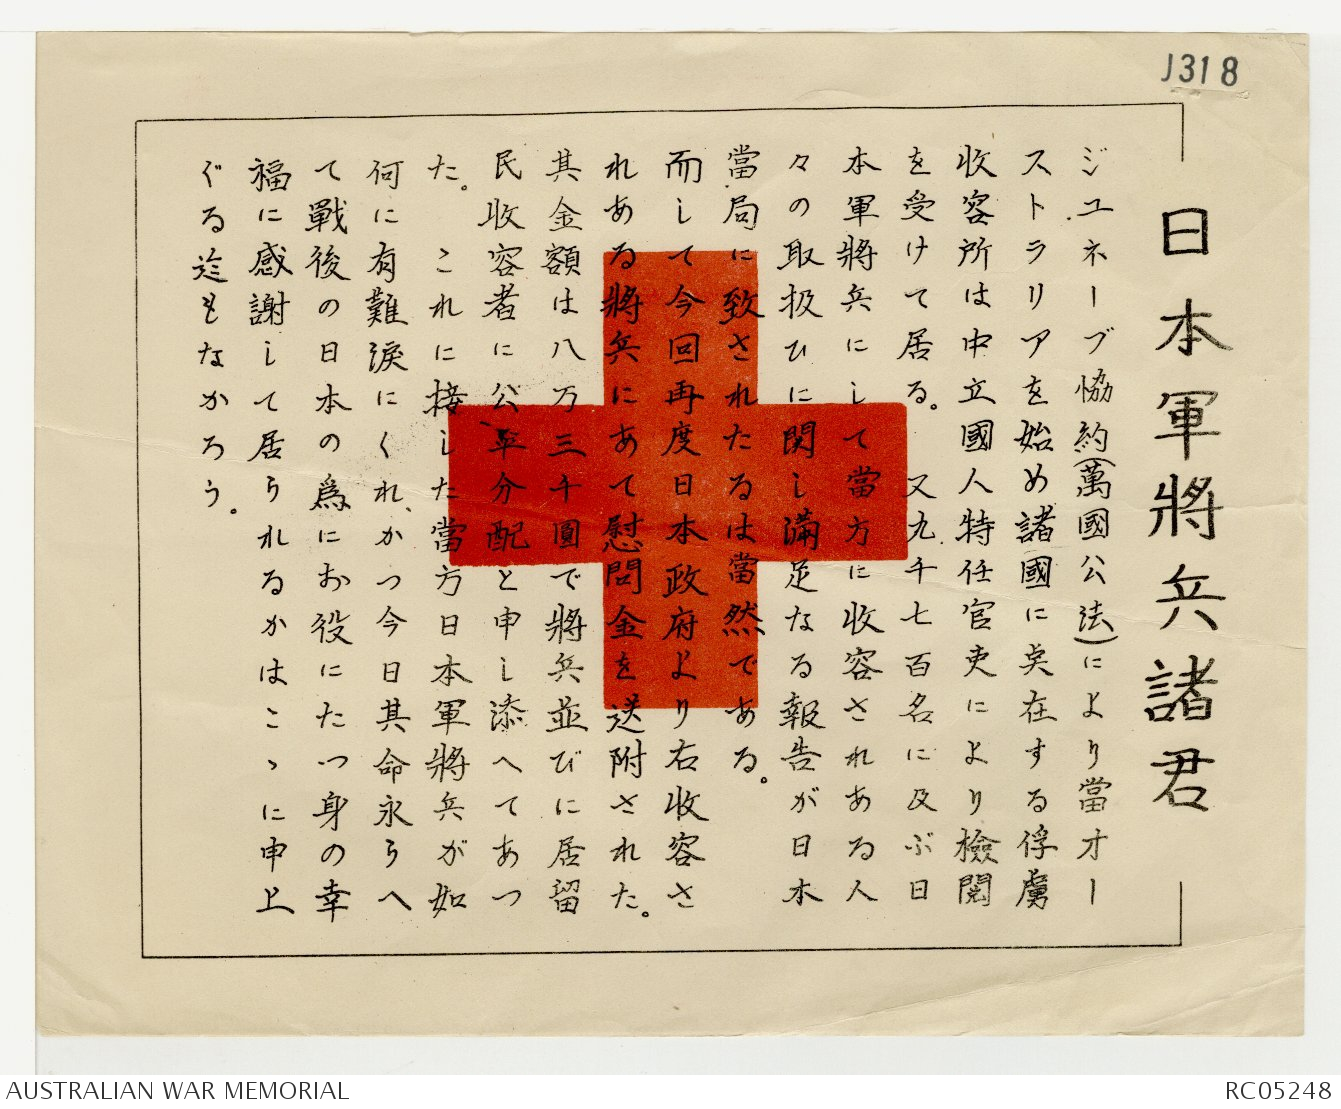 J318
日本軍將兵諸君
ジユネーブ協約(萬國公法)により當オー
ストラリアを始め諸國に矣在する俘虜
收容所は中立國人特任官吏により檢閲
を受けて居る。又九千七百名に及ぶ日
本軍將兵にして當方に收容されある人
々の取扱ひに関し滿足なる報告が日本
當局に致されたるは當然である。
而して今回再度日本政府より右收容さ
れある將兵にあて慰問金を送附された。
其金額は八万三千圓で將兵並びに居留
民收容者に公平分配と申し添へてあつ
た。これに接した當方日本軍將兵が如
何に有難淚にくれ、かつ今日其命永らへ
て戰後の日本の爲にお役にたつ身の幸
福に感謝して居られるかはこゝに申上
ぐる迄もなかろう。
AUSTRALIAN WAR MEMORIAL
RC05248